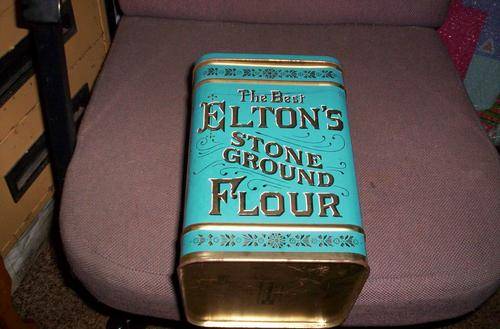 The Best
ELTON'S
STONE
GROUND
FLOUR